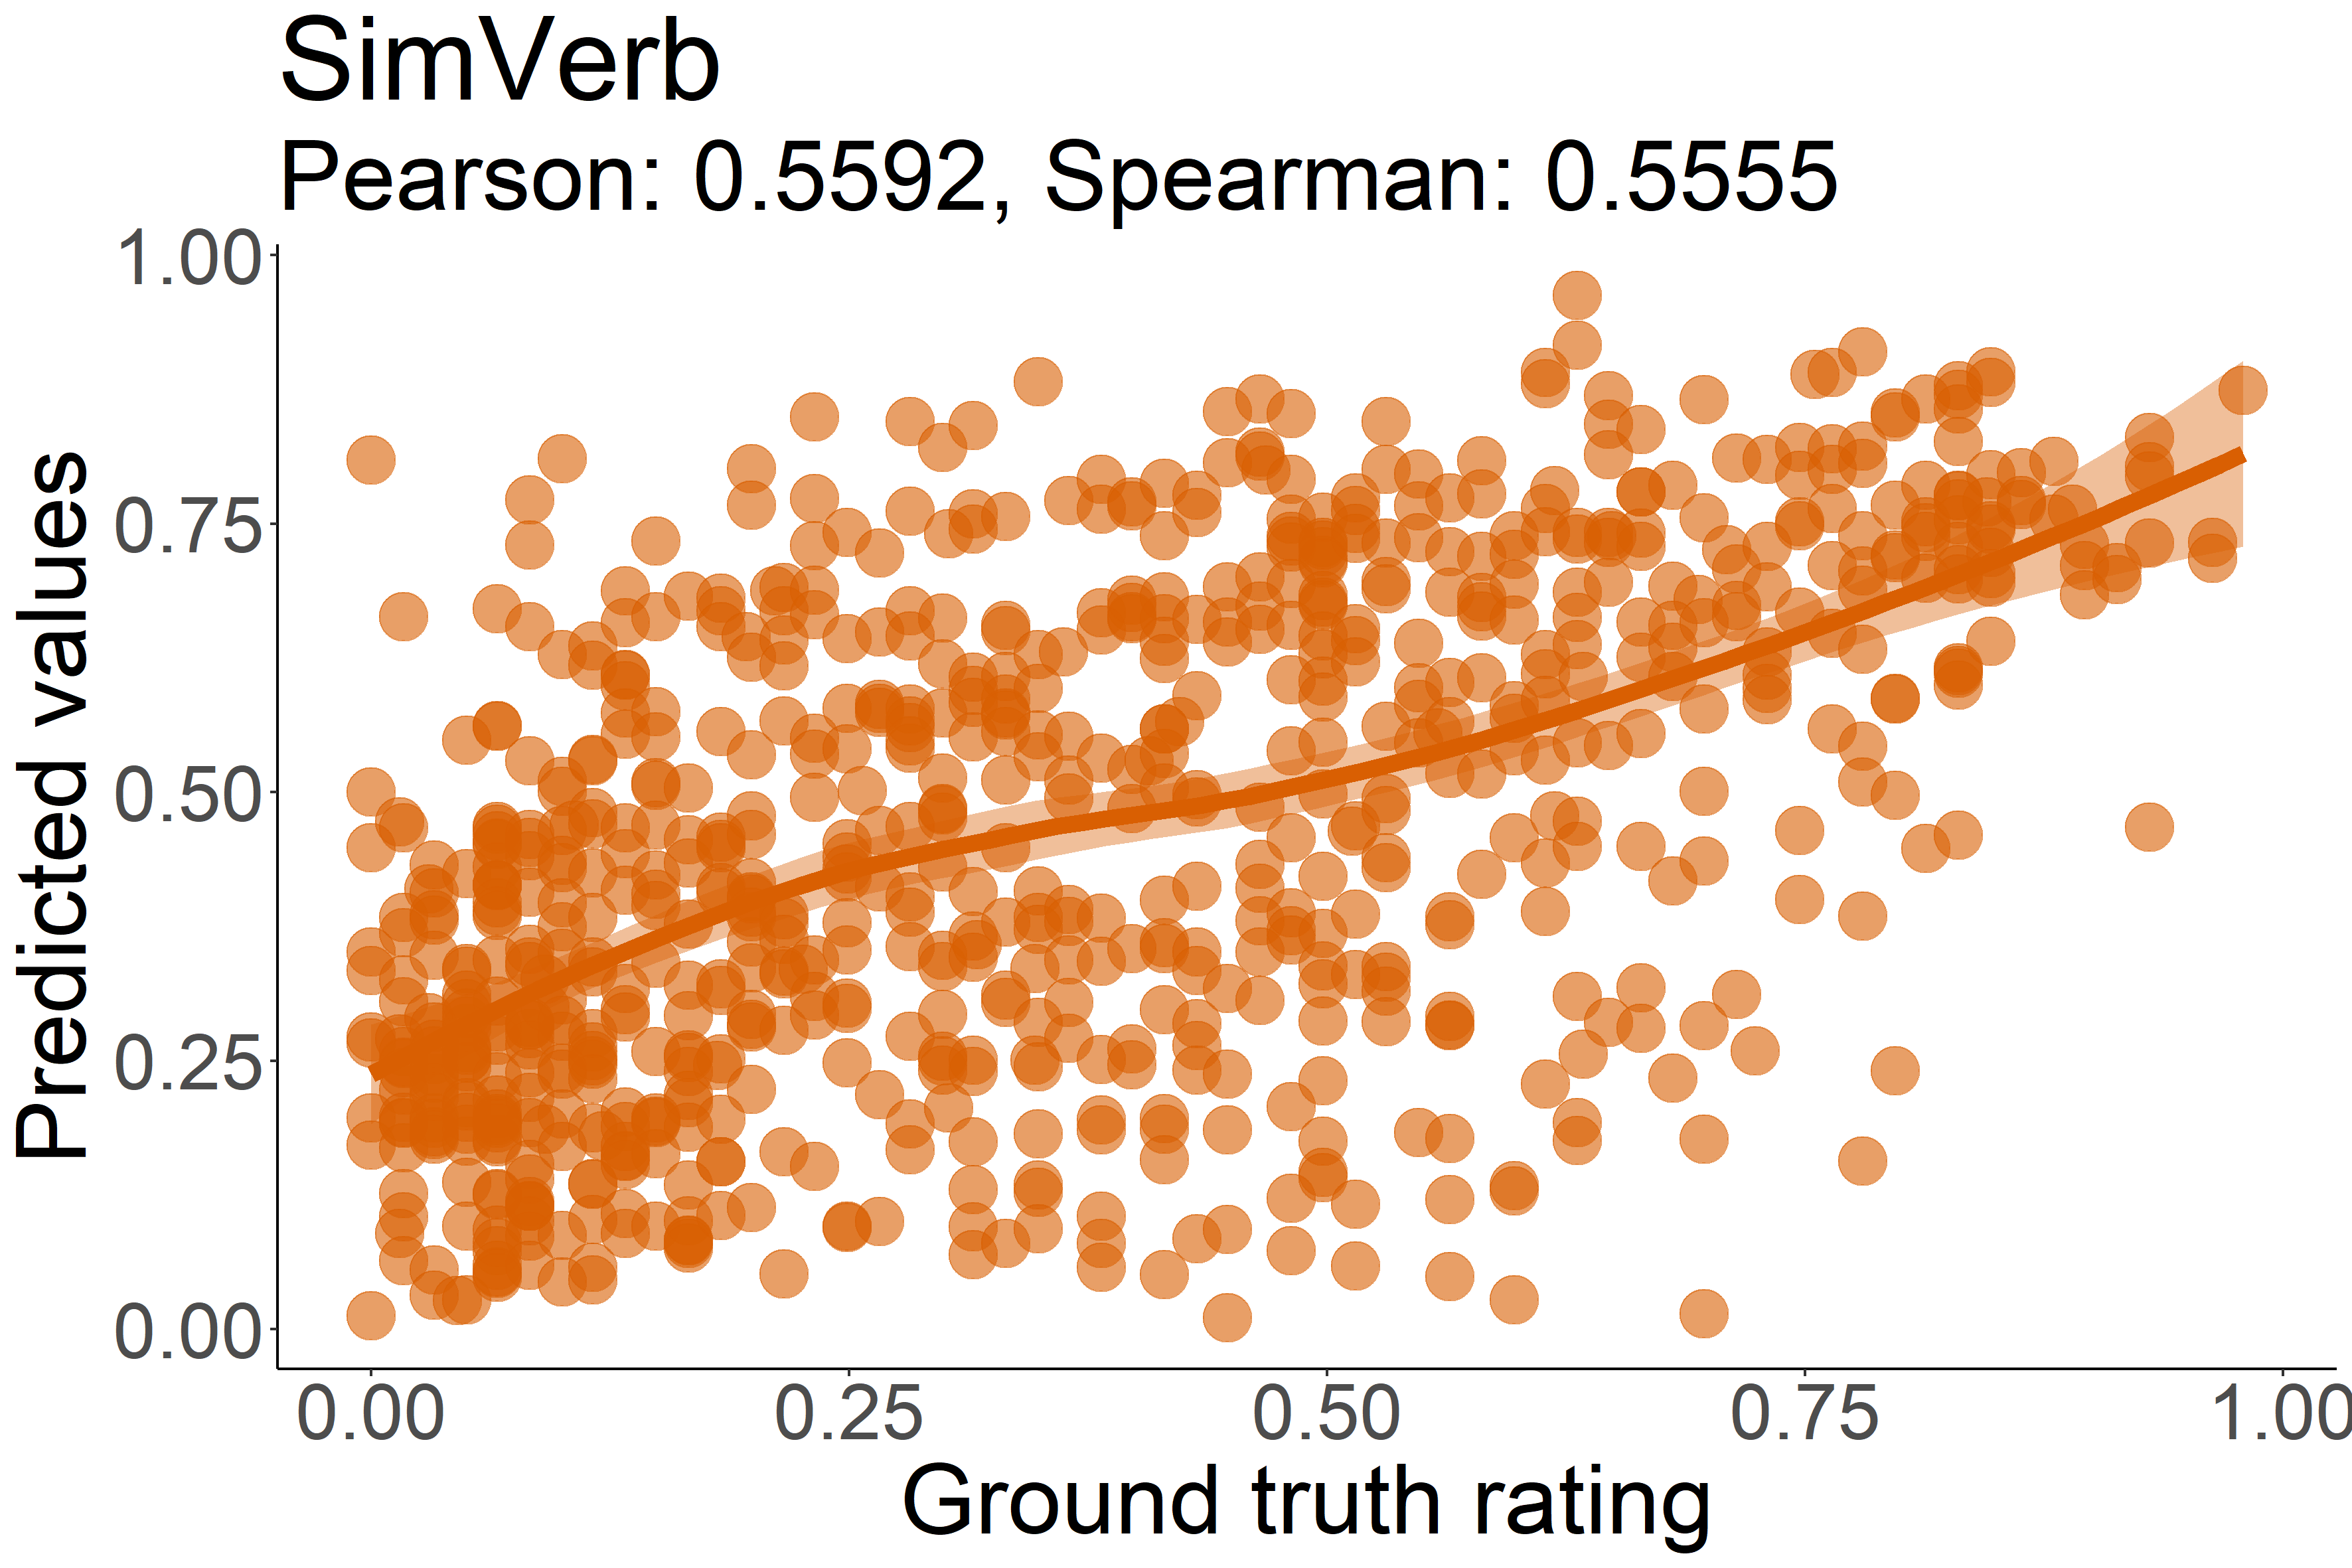 SimVerb
Pearson: 0.5592, Spearman: 0.5555
Predicted values
1.00
0.75
0.50
0.25
0.00
0.00 0.25 0.50 0.75 1.00
Ground truth rating